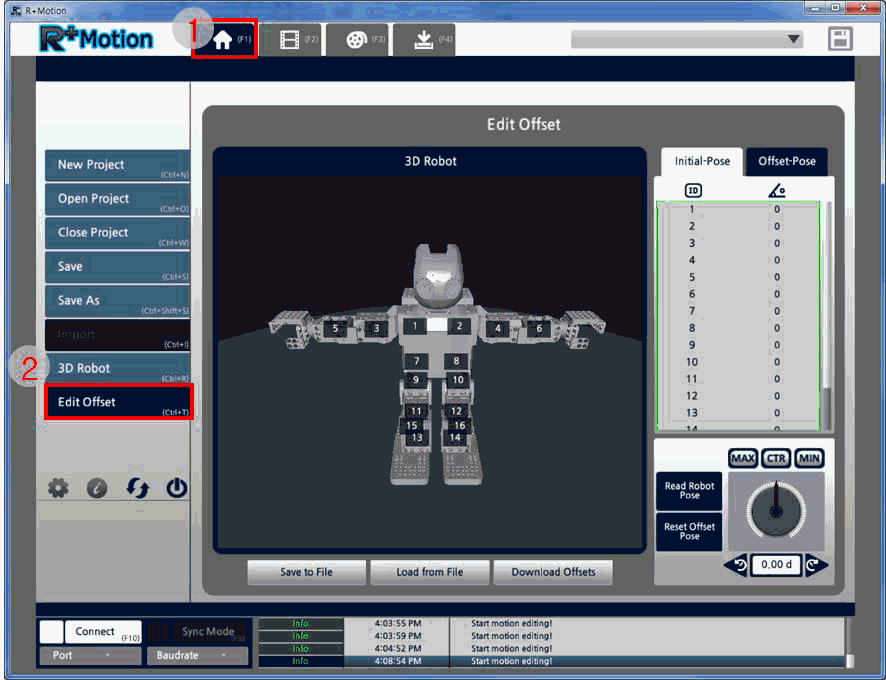 R+Motion
R+Motion
1
(F1)
(F2)
(F3)
(F4)
Edit Offset
New Project
(Ctrl+N)
Open Project
(Ctrl+O)
Close Project
(Ctrl+W)
Save
(Ctrl+S)
Save As
(Ctrl+Shift+S)
Import
(Ctrl+I)
2
3D Robot
(Ctrl+R)
Edit Offset
(Ctrl+T)
3D Robot
5 3 1 2 4 6
7 8
9 10
11 12
15 16
13 14
Save to File
Load from File
Download Offsets
Initial-Pose
Offset-Pose
ID
1 0
2 0
3 0
4 0
5 0
6 0
7 0
8 0
9 0
10 0
11 0
12 0
13 0
14 0
MAX CTR MIN
Read Robot
Pose
Reset Offset
Pose
0.00 d
Connect (F10)
Sync Mode (F9)
Port
Baudrate
Info 4:03:55 PM Start motion editing!
Info 4:03:59 PM Start motion editing!
Info 4:04:52 PM Start motion editing!
Info 4:08:54 PM Start motion editing!